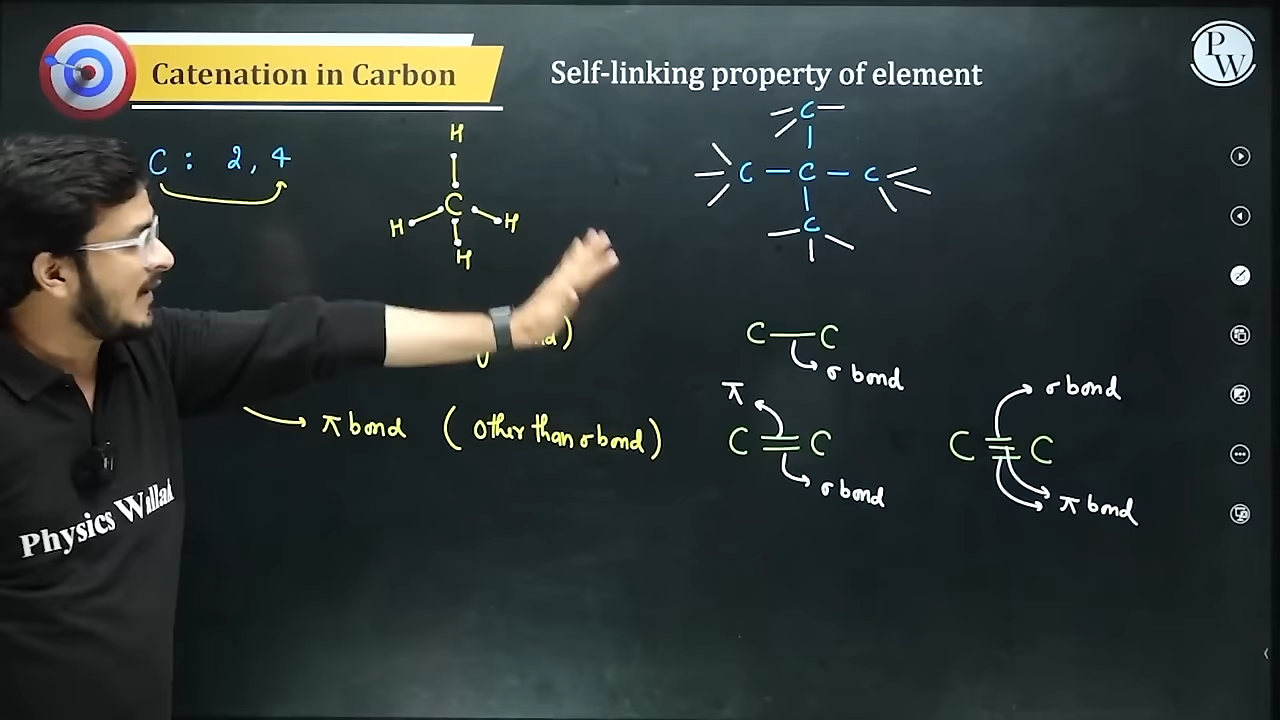 Catenation in Carbon
Self-linking property of element
P
W
C : 2, 4
H
H C H
H
C
C — C — C
C
C — C
σ bond
π
C = C
σ bond
σ bond
C ≡ C
π bond
π bond ( other than σ bond )
Physics Wallah